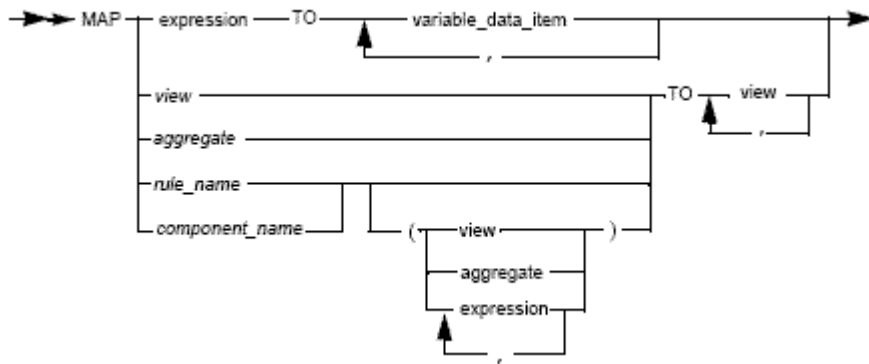 MAP expression TO variable_data_item
,
view TO view
,
aggregate
rule_name
component_name
( view )
aggregate
expression
,